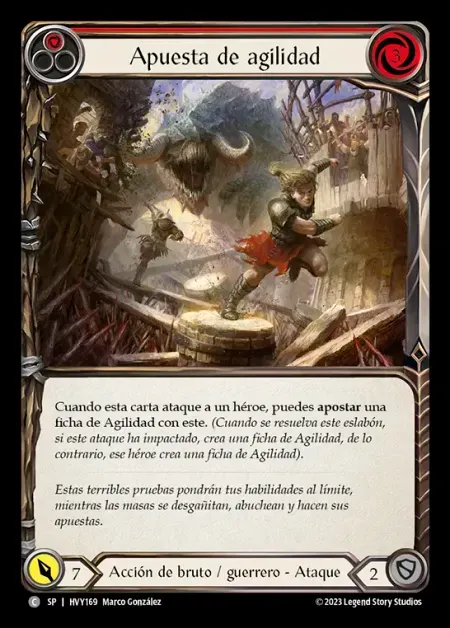 Apuesta de agilidad
3
Cuando esta carta ataque a un héroe, puedes apostar una
ficha de Agilidad con este. (Cuando se resuelva este eslabón,
si este ataque ha impactado, crea una ficha de Agilidad, de lo
contrario, ese héroe crea una ficha de Agilidad).
Estas terribles pruebas pondrán tus habilidades al límite,
mientras las masas se desgañitan, abuchean y hacen sus
apuestas.
7
Acción de bruto / guerrero - Ataque
2
C SP | HVY169 Marco González
© 2023 Legend Story Studios